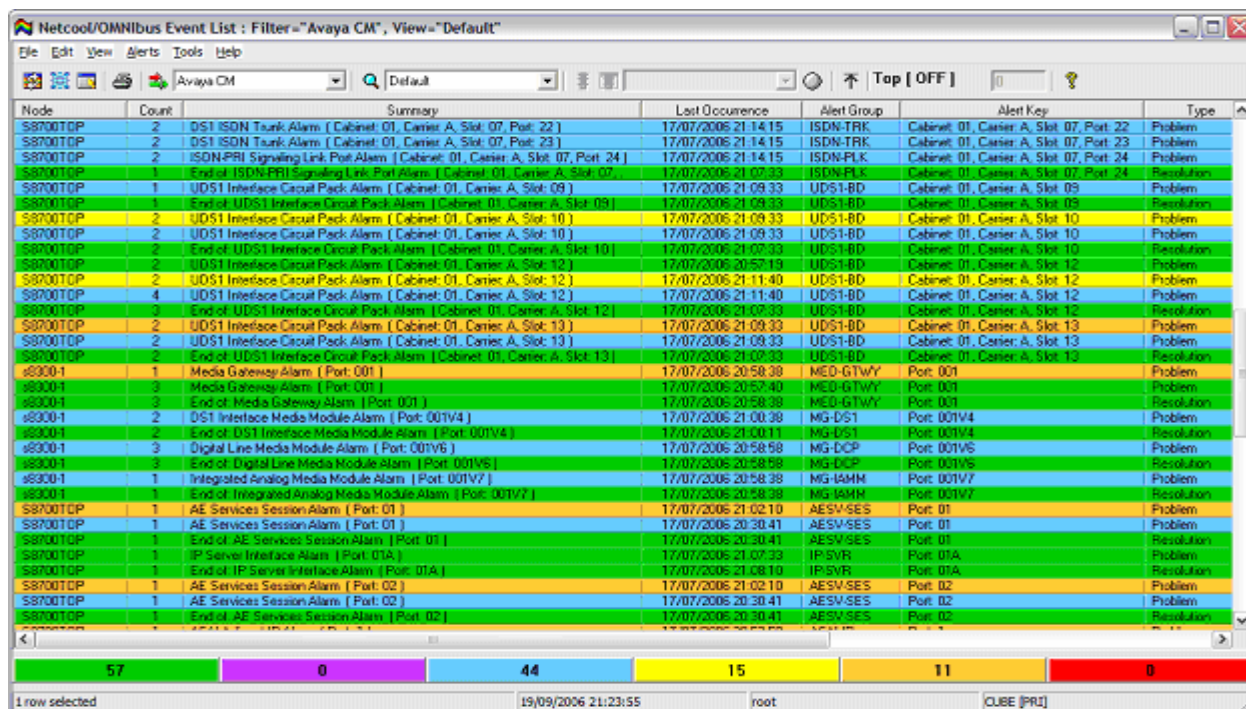 Netcool/OMNIbus Event List : Filter="Avaya CM", View="Default"
File Edit View Alerts Tools Help
Avaya CM Default Top [ OFF ] 0
Node Count Summary Last Occurrence Alert Group Alert Key Type
S8700TOP 2 DS1 ISDN Trunk Alarm ( Cabinet: 01, Carrier: A, Slot: 07, Port: 22 ) 17/07/2006 21:14:15 ISDN-TRK Cabinet: 01, Carrier: A, Slot: 07, Port: 22 Problem
S8700TOP 2 DS1 ISDN Trunk Alarm ( Cabinet: 01, Carrier: A, Slot: 07, Port: 23 ) 17/07/2006 21:14:15 ISDN-TRK Cabinet: 01, Carrier: A, Slot: 07, Port: 23 Problem
S8700TOP 2 ISDN-PRI Signaling Link Port Alarm ( Cabinet: 01, Carrier: A, Slot: 07, Port: 24 ) 17/07/2006 21:14:15 ISDN-PLK Cabinet: 01, Carrier: A, Slot: 07, Port: 24 Problem
S8700TOP 1 End of: ISDN-PRI Signaling Link Port Alarm ( Cabinet: 01, Carrier: A, Slot: 07, 17/07/2006 21:07:33 ISDN-PLK Cabinet: 01, Carrier: A, Slot: 07, Port: 24 Resolution
S8700TOP 1 UDS1 Interface Circuit Pack Alarm ( Cabinet: 01, Carrier: A, Slot: 09 ) 17/07/2006 21:09:33 UDS1-BD Cabinet: 01, Carrier: A, Slot: 09 Problem
S8700TOP 1 End of: UDS1 Interface Circuit Pack Alarm ( Cabinet: 01, Carrier: A, Slot: 09 ) 17/07/2006 21:09:33 UDS1-BD Cabinet: 01, Carrier: A, Slot: 09 Resolution
S8700TOP 2 UDS1 Interface Circuit Pack Alarm ( Cabinet: 01, Carrier: A, Slot: 10 ) 17/07/2006 21:09:33 UDS1-BD Cabinet: 01, Carrier: A, Slot: 10 Problem
S8700TOP 2 UDS1 Interface Circuit Pack Alarm ( Cabinet: 01, Carrier: A, Slot: 10 ) 17/07/2006 21:09:33 UDS1-BD Cabinet: 01, Carrier: A, Slot: 10 Problem
S8700TOP 2 End of: UDS1 Interface Circuit Pack Alarm ( Cabinet: 01, Carrier: A, Slot: 10 ) 17/07/2006 21:07:33 UDS1-BD Cabinet: 01, Carrier: A, Slot: 10 Resolution
S8700TOP 2 UDS1 Interface Circuit Pack Alarm ( Cabinet: 01, Carrier: A, Slot: 12 ) 17/07/2006 20:57:19 UDS1-BD Cabinet: 01, Carrier: A, Slot: 12 Problem
S8700TOP 2 UDS1 Interface Circuit Pack Alarm ( Cabinet: 01, Carrier: A, Slot: 12 ) 17/07/2006 21:11:40 UDS1-BD Cabinet: 01, Carrier: A, Slot: 12 Problem
S8700TOP 4 UDS1 Interface Circuit Pack Alarm ( Cabinet: 01, Carrier: A, Slot: 12 ) 17/07/2006 21:11:40 UDS1-BD Cabinet: 01, Carrier: A, Slot: 12 Problem
S8700TOP 3 End of: UDS1 Interface Circuit Pack Alarm ( Cabinet: 01, Carrier: A, Slot: 12 ) 17/07/2006 21:07:33 UDS1-BD Cabinet: 01, Carrier: A, Slot: 12 Resolution
S8700TOP 2 UDS1 Interface Circuit Pack Alarm ( Cabinet: 01, Carrier: A, Slot: 13 ) 17/07/2006 21:09:33 UDS1-BD Cabinet: 01, Carrier: A, Slot: 13 Problem
S8700TOP 2 UDS1 Interface Circuit Pack Alarm ( Cabinet: 01, Carrier: A, Slot: 13 ) 17/07/2006 21:09:33 UDS1-BD Cabinet: 01, Carrier: A, Slot: 13 Problem
S8700TOP 2 End of: UDS1 Interface Circuit Pack Alarm ( Cabinet: 01, Carrier: A, Slot: 13 ) 17/07/2006 21:07:33 UDS1-BD Cabinet: 01, Carrier: A, Slot: 13 Resolution
s8300-1 1 Media Gateway Alarm ( Port: 001 ) 17/07/2006 20:58:38 MED-GTWY Port: 001 Problem
s8300-1 3 Media Gateway Alarm ( Port: 001 ) 17/07/2006 20:57:40 MED-GTWY Port: 001 Problem
s8300-1 3 End of: Media Gateway Alarm ( Port: 001 ) 17/07/2006 20:58:38 MED-GTWY Port: 001 Resolution
s8300-1 2 DS1 Interface Media Module Alarm ( Port: 001V4 ) 17/07/2006 21:00:38 MG-DS1 Port: 001V4 Problem
s8300-1 2 End of: DS1 Interface Media Module Alarm ( Port: 001V4 ) 17/07/2006 21:00:11 MG-DS1 Port: 001V4 Resolution
s8300-1 3 Digital Line Media Module Alarm ( Port: 001V6 ) 17/07/2006 20:58:58 MG-DCP Port: 001V6 Problem
s8300-1 3 End of: Digital Line Media Module Alarm ( Port: 001V6 ) 17/07/2006 20:58:58 MG-DCP Port: 001V6 Resolution
s8300-1 1 Integrated Analog Media Module Alarm ( Port: 001V7 ) 17/07/2006 20:58:38 MG-IAMM Port: 001V7 Problem
s8300-1 1 End of: Integrated Analog Media Module Alarm ( Port: 001V7 ) 17/07/2006 20:58:38 MG-IAMM Port: 001V7 Resolution
S8700TOP 1 AE Services Session Alarm ( Port: 01 ) 17/07/2006 21:02:10 AESV-SES Port: 01 Problem
S8700TOP 1 AE Services Session Alarm ( Port: 01 ) 17/07/2006 20:30:41 AESV-SES Port: 01 Problem
S8700TOP 1 End of: AE Services Session Alarm ( Port: 01 ) 17/07/2006 20:30:41 AESV-SES Port: 01 Resolution
S8700TOP 1 IP Server Interface Alarm ( Port: 01A ) 17/07/2006 21:07:33 IP-SVR Port: 01A Problem
S8700TOP 1 End of: IP Server Interface Alarm ( Port: 01A ) 17/07/2006 21:08:10 IP-SVR Port: 01A Resolution
S8700TOP 1 AE Services Session Alarm ( Port: 02 ) 17/07/2006 21:02:10 AESV-SES Port: 02 Problem
S8700TOP 1 AE Services Session Alarm ( Port: 02 ) 17/07/2006 20:30:41 AESV-SES Port: 02 Problem
S8700TOP 1 End of: AE Services Session Alarm ( Port: 02 ) 17/07/2006 20:30:41 AESV-SES Port: 02 Resolution
57 0 44 15 11 0
1 row selected 19/09/2006 21:23:55 root CUBE [PRI]